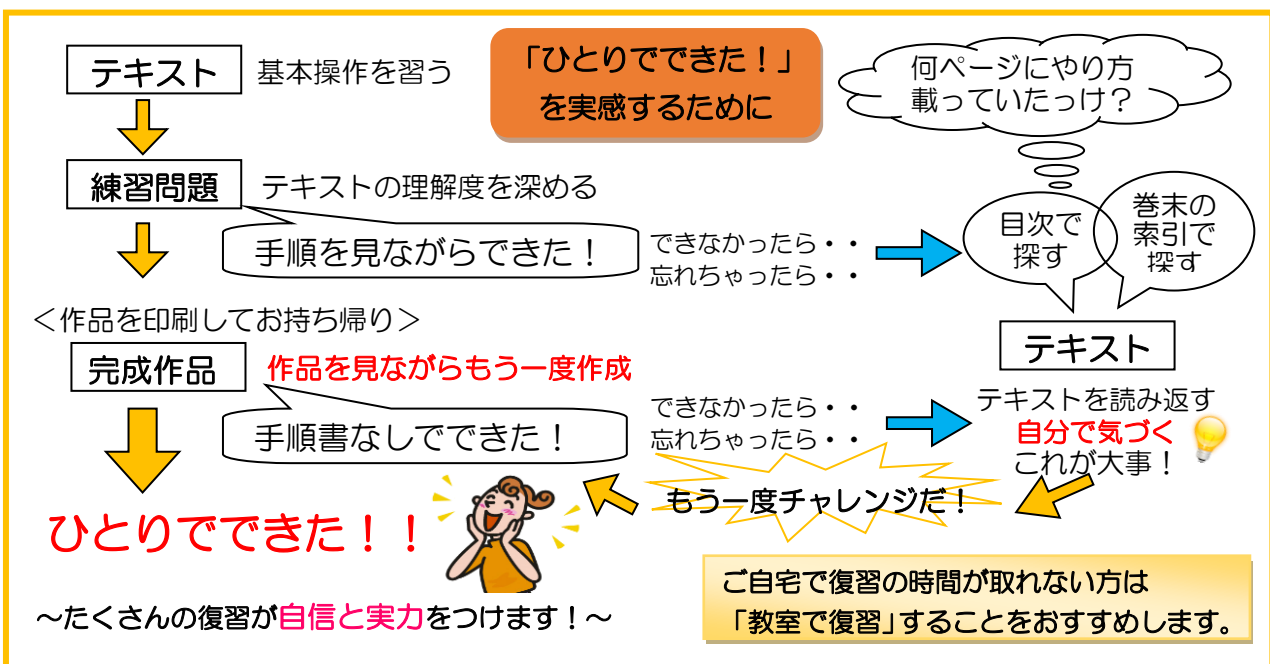 テキスト
基本操作を習う
「ひとりでできた！」
を実感するために
何ページにやり方
載っていたっけ？
練習問題
テキストの理解度を深める
手順を見ながらできた！
できなかったら・・
忘れちゃったら・・
目次で
探す
巻末の
索引で
探す
テキスト
＜作品を印刷してお持ち帰り＞
完成作品
作品を見ながらもう一度作成
手順書なしでできた！
できなかったら・・
忘れちゃったら・・
テキストを読み返す
自分で気づく
これが大事！
もう一度チャレンジだ！
ひとりでできた！！
～たくさんの復習が自信と実力をつけます！～
ご自宅で復習の時間が取れない方は
「教室で復習」することをおすすめします。